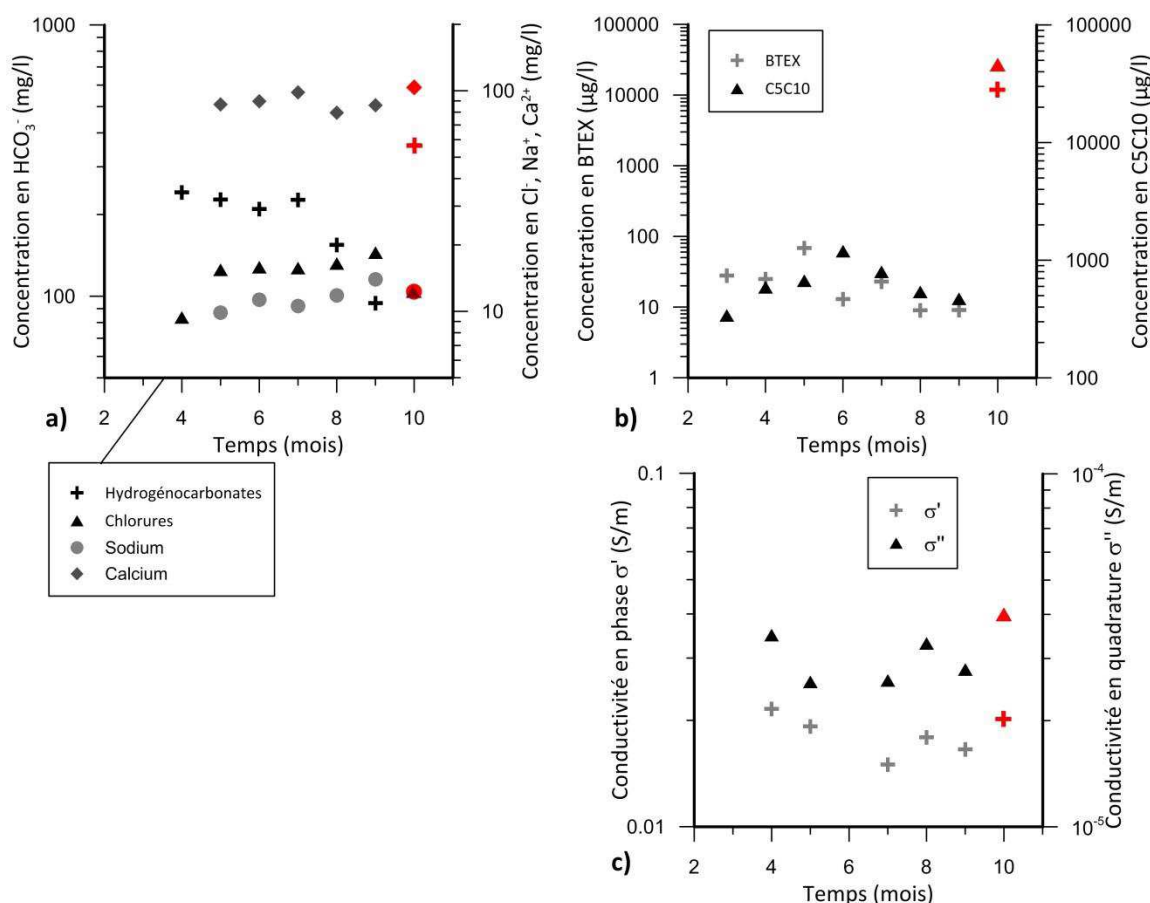 1000
100
Concentration en HCO₃⁻ (mg/l)
100
10
Concentration en Cl⁻, Na⁺, Ca²⁺ (mg/l)
2 4 6 8 10
a)
Temps (mois)
Hydrogénocarbonates
Chlorures
Sodium
Calcium
100000
10000
1000
100
10
1
Concentration en BTEX (µg/l)
BTEX
C5C10
100000
10000
1000
100
Concentration en C5C10 (µg/l)
2 4 6 8 10
b)
Temps (mois)
0.1
0.01
Conductivité en phase σ' (S/m)
σ'
σ''
10⁻⁴
10⁻⁵
Conductivité en quadrature σ'' (S/m)
2 4 6 8 10
c)
Temps (mois)